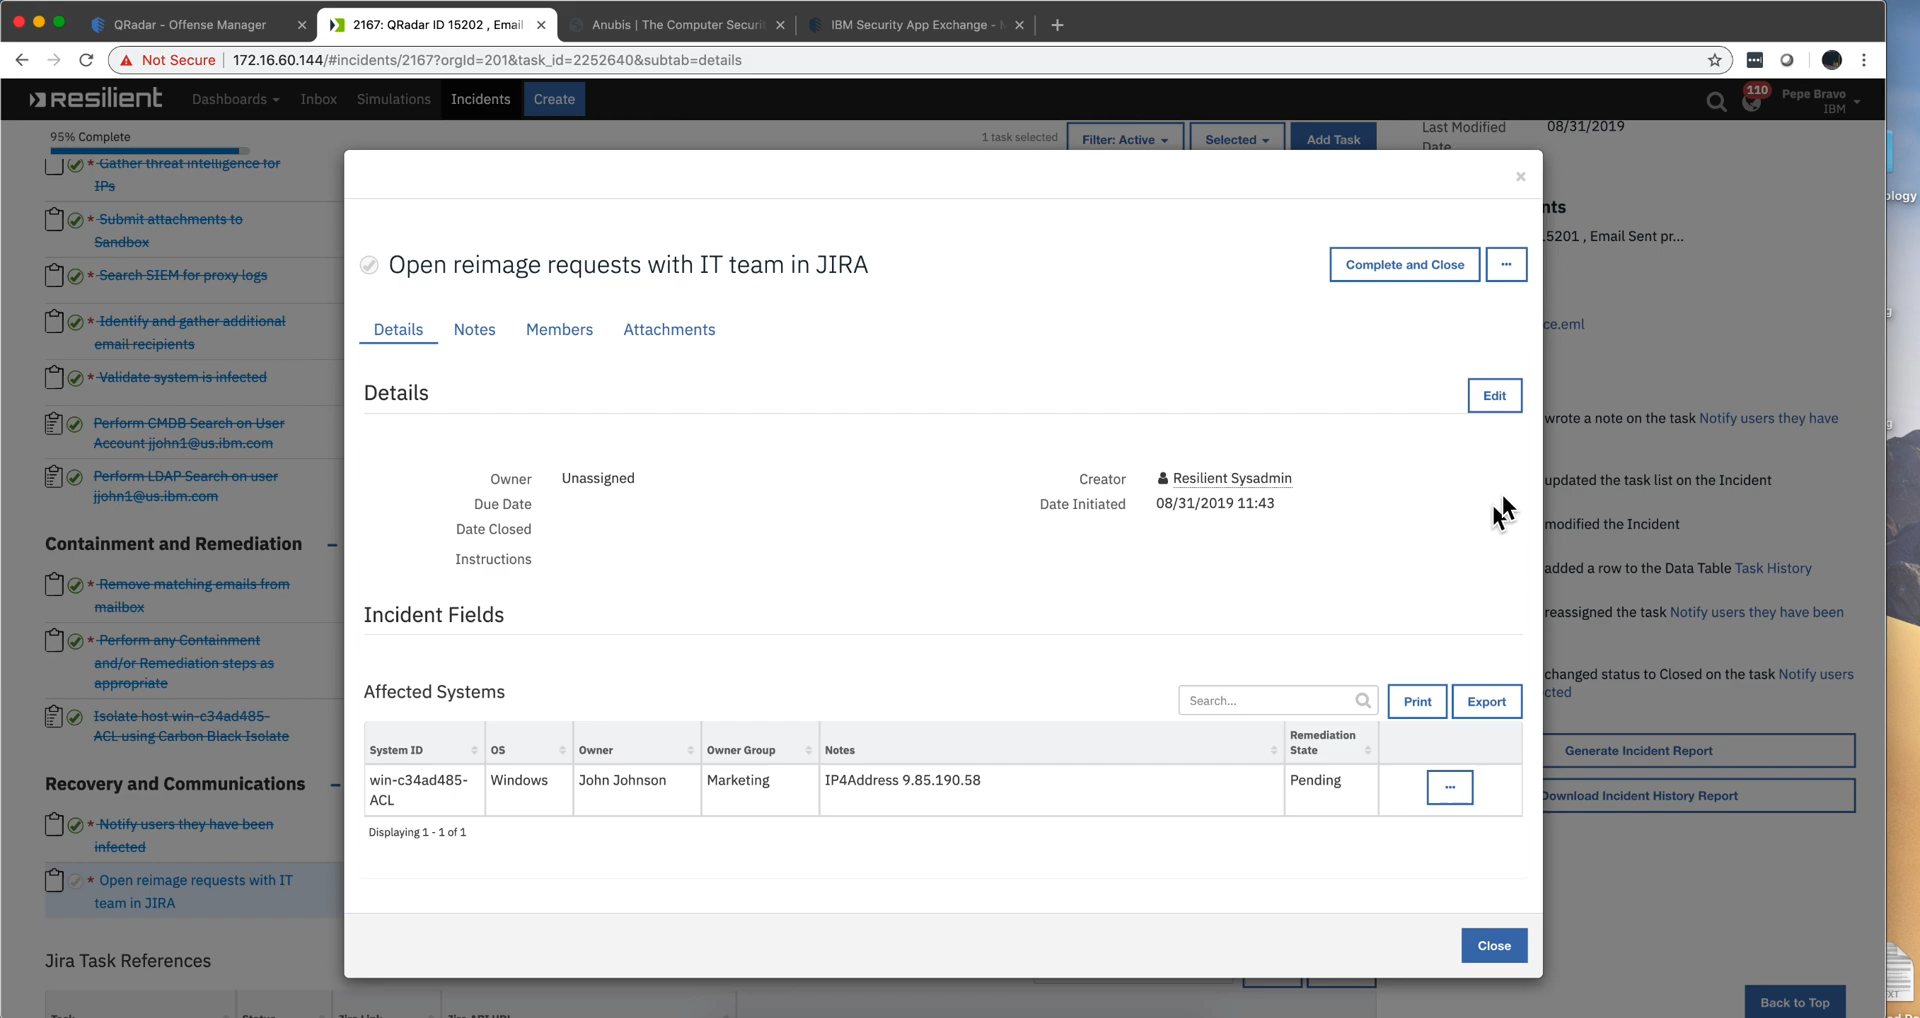 QRadar - Offense Manager
2167: QRadar ID 15202 , Email
Anubis | The Computer Securit
IBM Security App Exchange -
Not Secure
172.16.60.144/#incidents/2167?orgId=201&task_id=2252640&subtab=details
resilient
Dashboards
Inbox
Simulations
Incidents
Create
110
Pepe Bravo
IBM
95% Complete
1 task selected
Filter: Active
Selected
Add Task
Last Modified
Date
08/31/2019
* Gather threat intelligence for
IPs
* Submit attachments to
Sandbox
* Search SIEM for proxy logs
* Identify and gather additional
email recipients
* Validate system is infected
Perform CMDB Search on User
Account jjohn1@us.ibm.com
Perform LDAP Search on user
jjohn1@us.ibm.com
Containment and Remediation
* Remove matching emails from
mailbox
* Perform any Containment
and/or Remediation steps as
appropriate
Isolate host win-c34ad485-
ACL using Carbon Black Isolate
Recovery and Communications
* Notify users they have been
infected
* Open reimage requests with IT
team in JIRA
Jira Task References
Open reimage requests with IT team in JIRA
Complete and Close
...
Details
Notes
Members
Attachments
Details
Edit
Owner
Unassigned
Creator
Resilient Sysadmin
Due Date
Date Initiated
08/31/2019 11:43
Date Closed
Instructions
Incident Fields
Affected Systems
Search...
Print
Export
System ID
OS
Owner
Owner Group
Notes
Remediation
State
win-c34ad485-
ACL
Windows
John Johnson
Marketing
IP4Address 9.85.190.58
Pending
...
Displaying 1 - 1 of 1
Close
nts
15201 , Email Sent pr...
ce.eml
wrote a note on the task Notify users they have
updated the task list on the Incident
modified the Incident
added a row to the Data Table Task History
reassigned the task Notify users they have been
changed status to Closed on the task Notify users
cted
Generate Incident Report
Download Incident History Report
Back to Top
ology